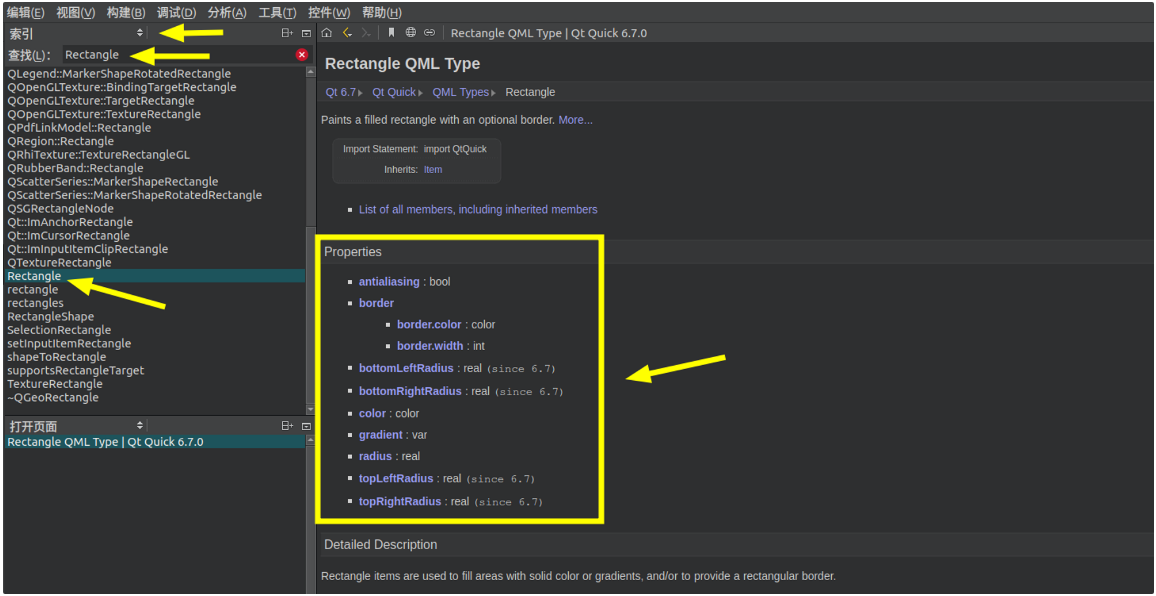 编辑(E) 视图(V) 构建(B) 调试(D) 分析(A) 工具(T) 控件(W) 帮助(H)
索引
查找(L): Rectangle
QLegend::MarkerShapeRotatedRectangle
QOpenGLTexture::BindingTargetRectangle
QOpenGLTexture::TargetRectangle
QOpenGLTexture::TextureRectangle
QPdfLinkModel::Rectangle
QRegion::Rectangle
QRhiTexture::TextureRectangleGL
QRubberBand::Rectangle
QScatterSeries::MarkerShapeRectangle
QScatterSeries::MarkerShapeRotatedRectangle
QSGRectangleNode
Qt::ImAnchorRectangle
Qt::ImCursorRectangle
Qt::ImInputItemClipRectangle
QTextureRectangle
Rectangle
rectangle
rectangles
RectangleShape
SelectionRectangle
setInputItemRectangle
shapeToRectangle
supportsRectangleTarget
TextureRectangle
~QGeoRectangle
打开页面
Rectangle QML Type | Qt Quick 6.7.0
Rectangle QML Type | Qt Quick 6.7.0
Rectangle QML Type
Qt 6.7 Qt Quick QML Types Rectangle
Paints a filled rectangle with an optional border. More...
Import Statement: import QtQuick
Inherits: Item
List of all members, including inherited members
Properties
antialiasing : bool
border
border.color : color
border.width : int
bottomLeftRadius : real (since 6.7)
bottomRightRadius : real (since 6.7)
color : color
gradient : var
radius : real
topLeftRadius : real (since 6.7)
topRightRadius : real (since 6.7)
Detailed Description
Rectangle items are used to fill areas with solid color or gradients, and/or to provide a rectangular border.